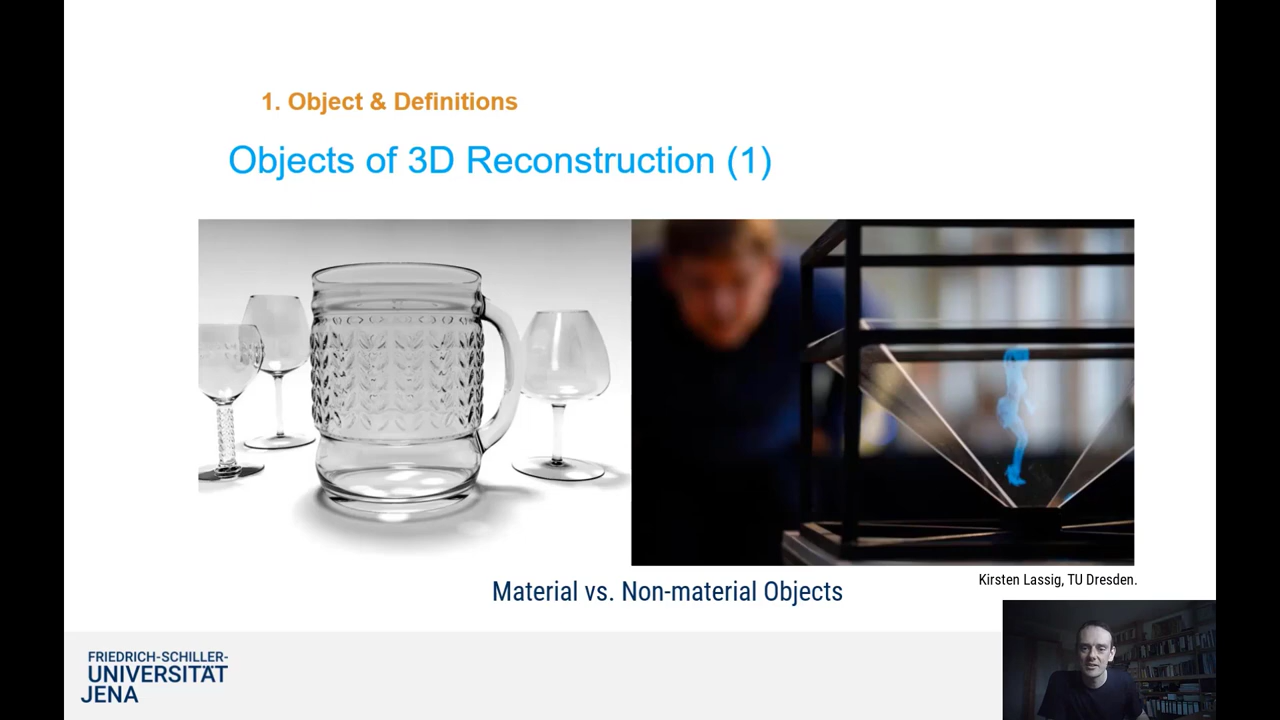 1. Object & Definitions
Objects of 3D Reconstruction (1)
Kirsten Lassig, TU Dresden.
Material vs. Non-material Objects
FRIEDRICH-SCHILLER-
UNIVERSITÄT
JENA